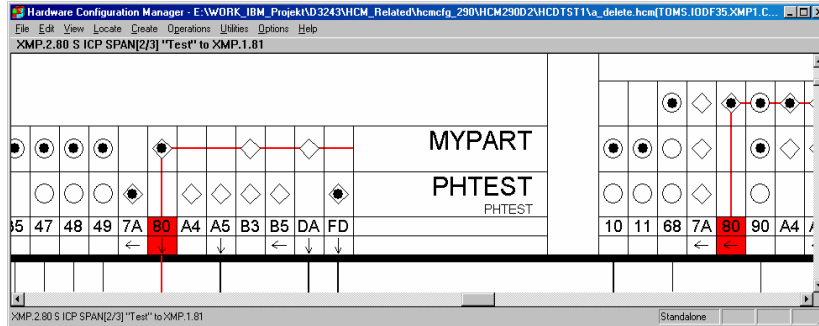 Hardware Configuration Manager - E:\WORK_IBM_Projekt\D3243\HCM_Related\hcmcfg_290\HCM290D2\HCDTST1\a_delete.hcm[TOMS.IODF35.XMP1.C...
File Edit View Locate Create Operations Utilities Options Help
XMP.2.80 S ICP SPAN[2/3] "Test" to XMP.1.81
MYPART
PHTEST
PHTEST
35 47 48 49 7A 80 A4 A5 B3 B5 DA FD 10 11 68 7A 80 90 A4
XMP.2.80 S ICP SPAN[2/3] "Test" to XMP.1.81 Standalone